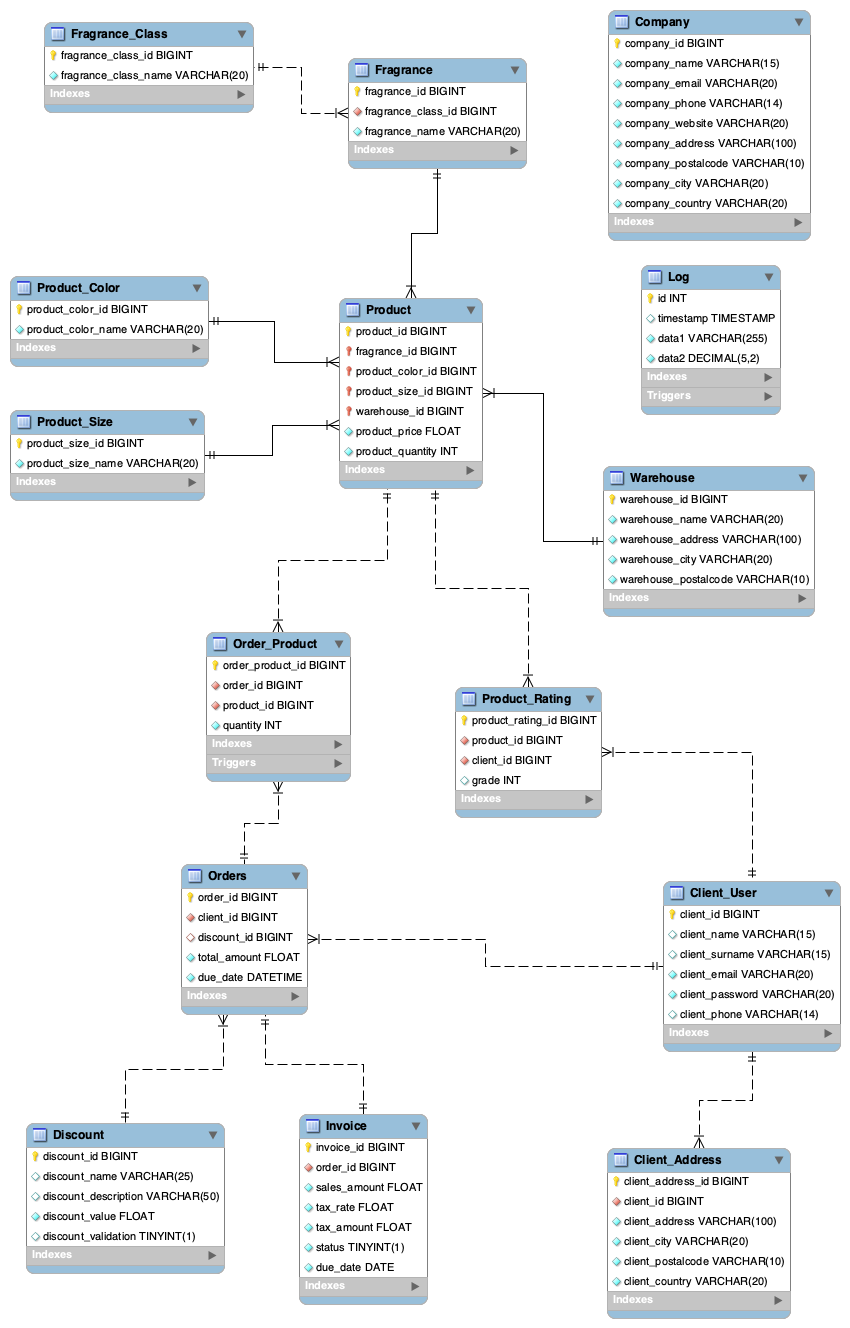 Fragrance_Class
fragrance_class_id BIGINT
fragrance_class_name VARCHAR(20)
Indexes
Fragrance
fragrance_id BIGINT
fragrance_class_id BIGINT
fragrance_name VARCHAR(20)
Indexes
Company
company_id BIGINT
company_name VARCHAR(15)
company_email VARCHAR(20)
company_phone VARCHAR(14)
company_website VARCHAR(20)
company_address VARCHAR(100)
company_postalcode VARCHAR(10)
company_city VARCHAR(20)
company_country VARCHAR(20)
Indexes
Log
id INT
timestamp TIMESTAMP
data1 VARCHAR(255)
data2 DECIMAL(5,2)
Indexes
Triggers
Product_Color
product_color_id BIGINT
product_color_name VARCHAR(20)
Indexes
Product
product_id BIGINT
fragrance_id BIGINT
product_color_id BIGINT
product_size_id BIGINT
warehouse_id BIGINT
product_price FLOAT
product_quantity INT
Indexes
Product_Size
product_size_id BIGINT
product_size_name VARCHAR(20)
Indexes
Warehouse
warehouse_id BIGINT
warehouse_name VARCHAR(20)
warehouse_address VARCHAR(100)
warehouse_city VARCHAR(20)
warehouse_postalcode VARCHAR(10)
Indexes
Order_Product
order_product_id BIGINT
order_id BIGINT
product_id BIGINT
quantity INT
Indexes
Triggers
Product_Rating
product_rating_id BIGINT
product_id BIGINT
client_id BIGINT
grade INT
Indexes
Orders
order_id BIGINT
client_id BIGINT
discount_id BIGINT
total_amount FLOAT
due_date DATETIME
Indexes
Client_User
client_id BIGINT
client_name VARCHAR(15)
client_surname VARCHAR(15)
client_email VARCHAR(20)
client_password VARCHAR(20)
client_phone VARCHAR(14)
Indexes
Discount
discount_id BIGINT
discount_name VARCHAR(25)
discount_description VARCHAR(50)
discount_value FLOAT
discount_validation TINYINT(1)
Indexes
Invoice
invoice_id BIGINT
order_id BIGINT
sales_amount FLOAT
tax_rate FLOAT
tax_amount FLOAT
status TINYINT(1)
due_date DATE
Indexes
Client_Address
client_address_id BIGINT
client_id BIGINT
client_address VARCHAR(100)
client_city VARCHAR(20)
client_postalcode VARCHAR(10)
client_country VARCHAR(20)
Indexes